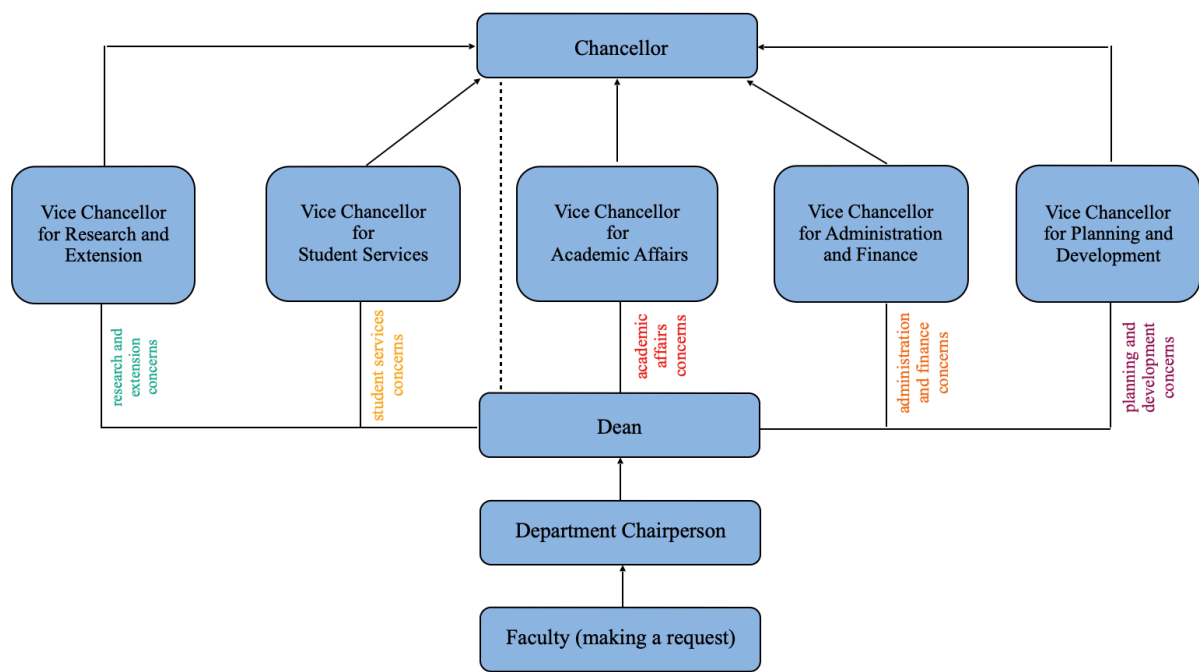 Chancellor
Vice Chancellor
for Research and
Extension
Vice Chancellor
for
Student Services
Vice Chancellor
for
Academic Affairs
Vice Chancellor
for Administration
and Finance
Vice Chancellor
for Planning and
Development
research and
extension
concerns
student services
concerns
academic
affairs
concerns
administration
and finance
concerns
planning and
development
concerns
Dean
Department Chairperson
Faculty (making a request)